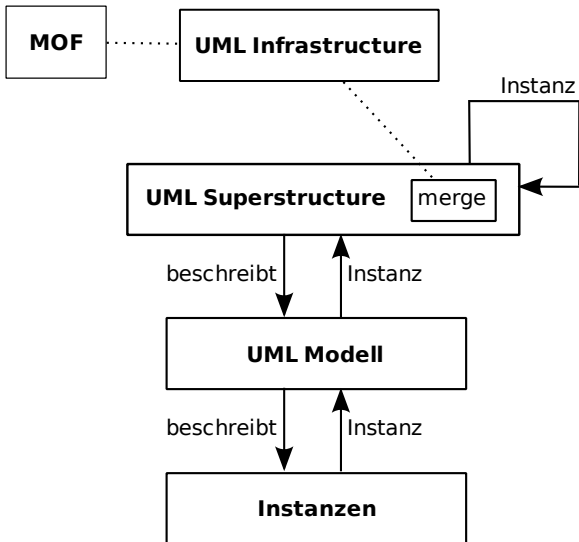 MOF
UML Infrastructure
Instanz
UML Superstructure
merge
beschreibt
Instanz
UML Modell
beschreibt
Instanz
Instanzen